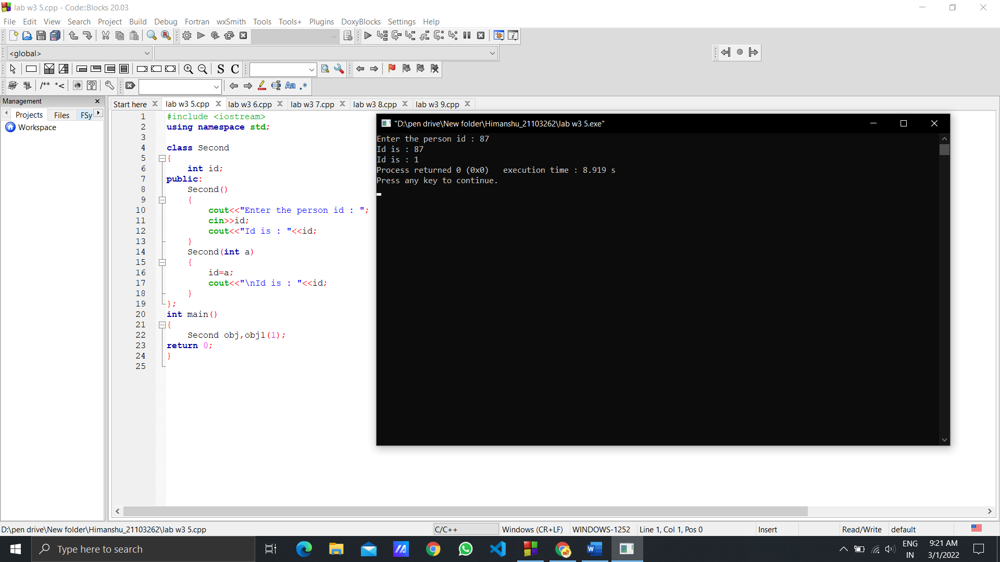 lab w3 5.cpp - Code::Blocks 20.03
File Edit View Search Project Build Debug Fortran wxSmith Tools Tools+ Plugins DoxyBlocks Settings Help
<global>
S C
/** *<
Aa .*
Management
Projects Files FSy
Workspace
Start here lab w3 5.cpp lab w3 6.cpp lab w3 7.cpp lab w3 8.cpp lab w3 9.cpp
1 #include <iostream>
2 using namespace std;
3
4 class Second
5 {
6 int id;
7 public:
8 Second()
9 {
10 cout<<"Enter the person id : ";
11 cin>>id;
12 cout<<"Id is : "<<id;
13 }
14 Second(int a)
15 {
16 id=a;
17 cout<<"\nId is : "<<id;
18 }
19 };
20 int main()
21 {
22 Second obj,obj1(1);
23 return 0;
24 }
25
"D:\pen drive\New folder\Himanshu_21103262\lab w3 5.exe"
Enter the person id : 87
Id is : 87
Id is : 1
Process returned 0 (0x0)   execution time : 8.919 s
Press any key to continue.
D:\pen drive\New folder\Himanshu_21103262\lab w3 5.cpp C/C++ Windows (CR+LF) WINDOWS-1252 Line 1, Col 1, Pos 0 Insert Read/Write default
Type here to search
ENG
IN
9:21 AM
3/1/2022